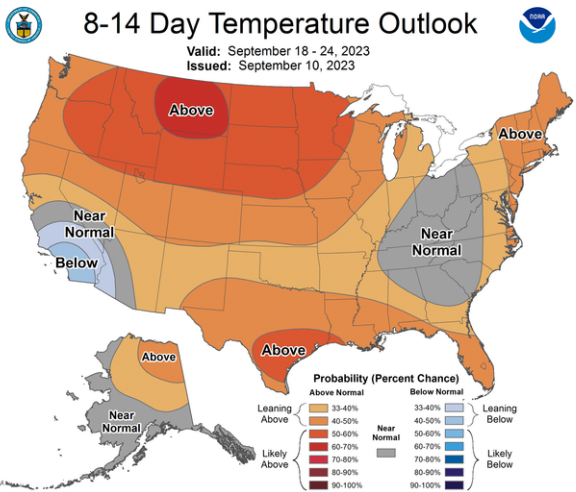 8-14 Day Temperature Outlook
Valid: September 18 - 24, 2023
Issued: September 10, 2023
NOAA
Above
Above
Near
Normal
Below
Near
Normal
Above
Above
Near
Normal
Probability (Percent Chance)
Above Normal
Below Normal
Leaning
Above
33-40%
40-50%
Likely
Above
50-60%
60-70%
70-80%
80-90%
90-100%
Near
Normal
33-40%
40-50%
Leaning
Below
50-60%
60-70%
70-80%
80-90%
90-100%
Likely
Below